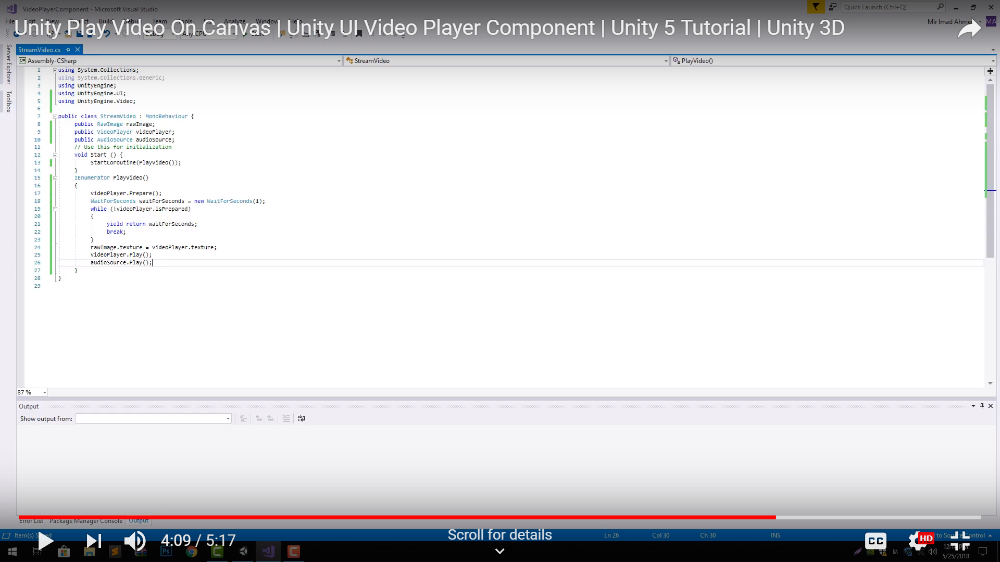 VideoPlayerComponent - Microsoft Visual Studio
Quick Launch (Ctrl+Q)
File Edit View Project Build Debug Team Tools Test Analyze Window Help
Mir Imad Ahmed
MA
Unity Play Video On Canvas | Unity UI Video Player Component | Unity 5 Tutorial | Unity 3D
Debug Any CPU Start
StreamVideo.cs
Server Explorer
Toolbox
C# Assembly-CSharp
StreamVideo
PlayVideo()
1 using System.Collections;
2 using System.Collections.Generic;
3 using UnityEngine;
4 using UnityEngine.UI;
5 using UnityEngine.Video;
6
7 public class StreamVideo : MonoBehaviour {
8 public RawImage rawImage;
9 public VideoPlayer videoPlayer;
10 public AudioSource audioSource;
11 // Use this for initialization
12 void Start () {
13 StartCoroutine(PlayVideo());
14 }
15 IEnumerator PlayVideo()
16 {
17 videoPlayer.Prepare();
18 WaitForSeconds waitForSeconds = new WaitForSeconds(1);
19 while (!videoPlayer.isPrepared)
20 {
21 yield return waitForSeconds;
22 break;
23 }
24 rawImage.texture = videoPlayer.texture;
25 videoPlayer.Play();
26 audioSource.Play();
27 }
28 }
29
87 %
Output
Show output from:
Error List Package Manager Console Output
Item(s) Saved
Ln 26 Col 30 Ch 30 INS
to Source Control
4:09 / 5:17
Scroll for details
CC
HD
Ps
5/25/2018